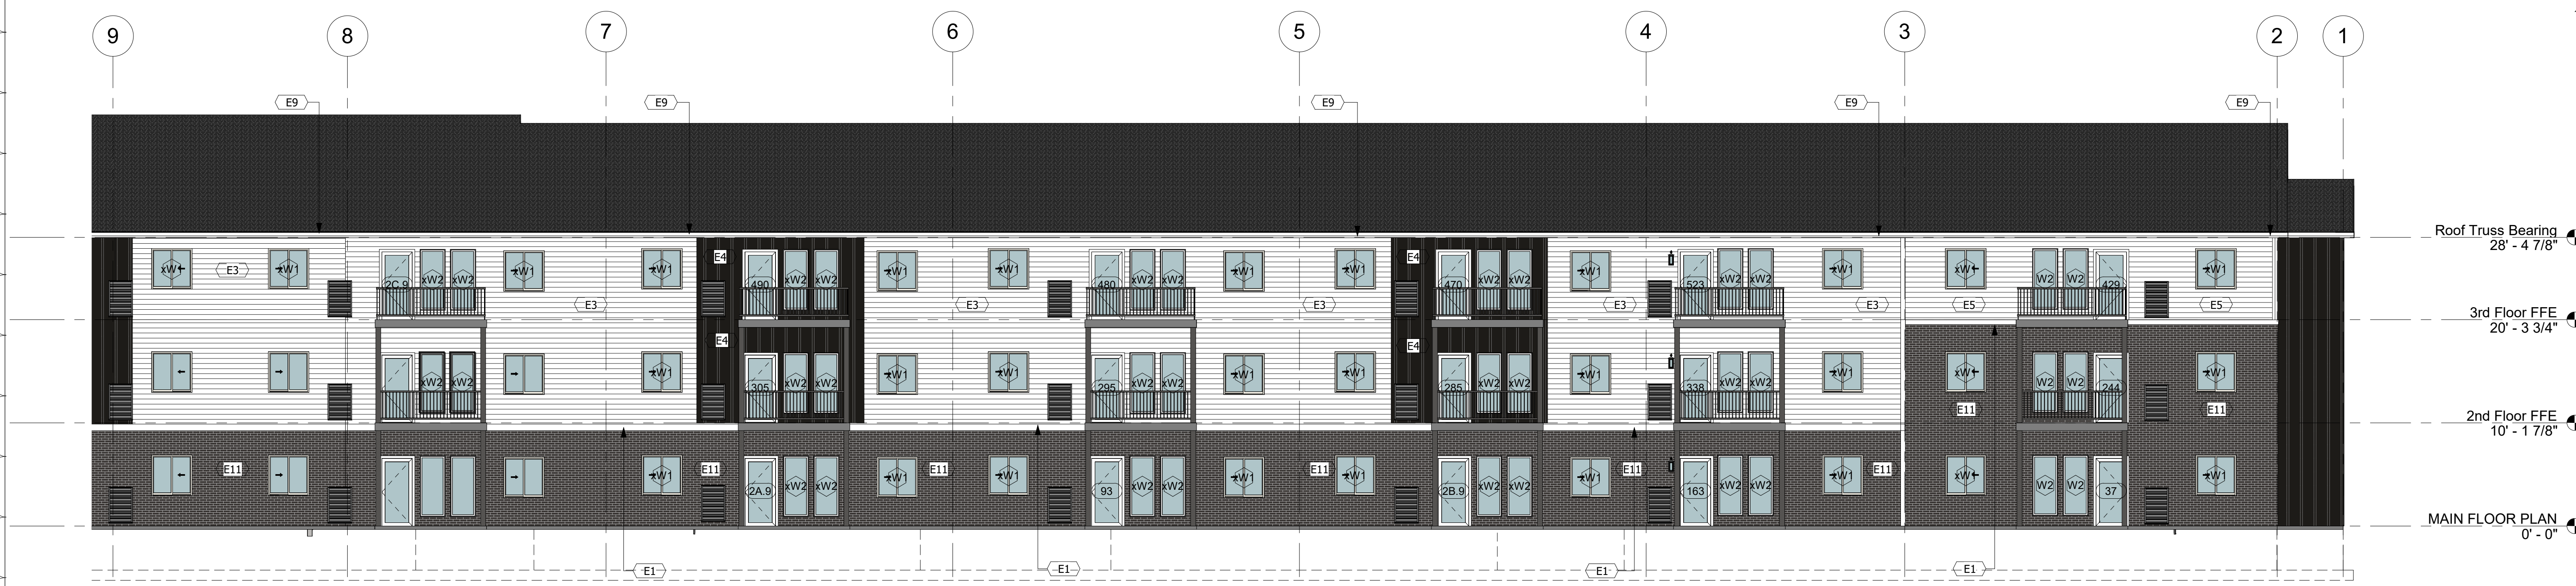 9 8 7 6 5 4 3 2 1
E9 E9 E9 E9 E9
Roof Truss Bearing
28' - 4 7/8"
E4 E4
xW1 E3 xW1 2C.9 xW2 xW2 xW1 xW1 490 xW2 xW2 xW1 xW1 480 xW2 xW2 xW1 xW1 470 xW2 xW2 xW1 523 xW2 xW2 xW1 xW1 W2 W2 429 xW1
E3 E3 E3 E3 E3 E5 E5
3rd Floor FFE
20' - 3 3/4"
E4 E4
xW2 xW2 xW1 305 xW2 xW2 xW1 xW1 295 xW2 xW2 xW1 xW1 285 xW2 xW2 xW1 338 xW2 xW2 xW1 xW1 W2 W2 244 xW1
E11 E11
2nd Floor FFE
10' - 1 7/8"
E11 E11 E11 E11 E11 E11
xW1 2A.9 xW2 xW2 xW1 xW1 93 xW2 xW2 xW1 xW1 2B.9 xW2 xW2 xW1 163 xW2 xW2 xW1 xW1 W2 W2 37 xW1
MAIN FLOOR PLAN
0' - 0"
E1 E1 E1 E1